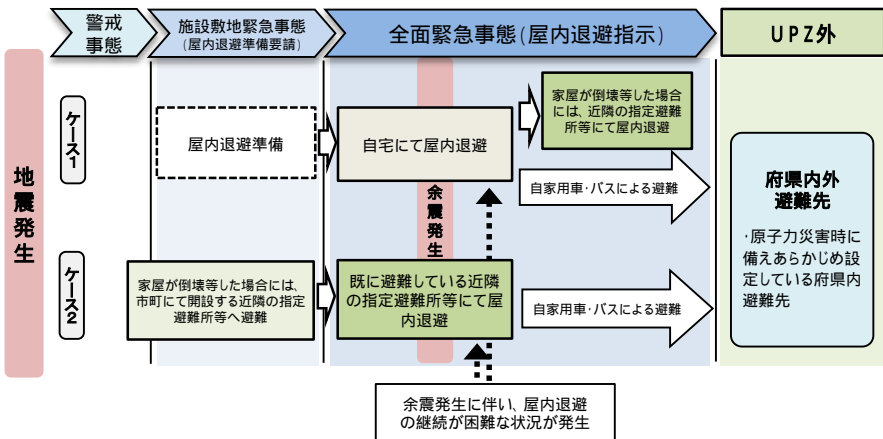 警戒
事態
施設敷地緊急事態
(屋内退避準備要請)
全面緊急事態(屋内退避指示)
UPZ外
地震発生
ケース1
屋内退避準備
自宅にて屋内退避
家屋が倒壊等した場合
には、近隣の指定避難
所等にて屋内退避
自家用車・バスによる避難
余震発生
ケース2
家屋が倒壊等した場合には、
市町にて開設する近隣の指定
避難所等へ避難
既に避難している近隣
の指定避難所等にて屋
内退避
自家用車・バスによる避難
府県内外
避難先
・原子力災害時に
備えあらかじめ設
定している府県内
避難先
余震発生に伴い、屋内退避
の継続が困難な状況が発生